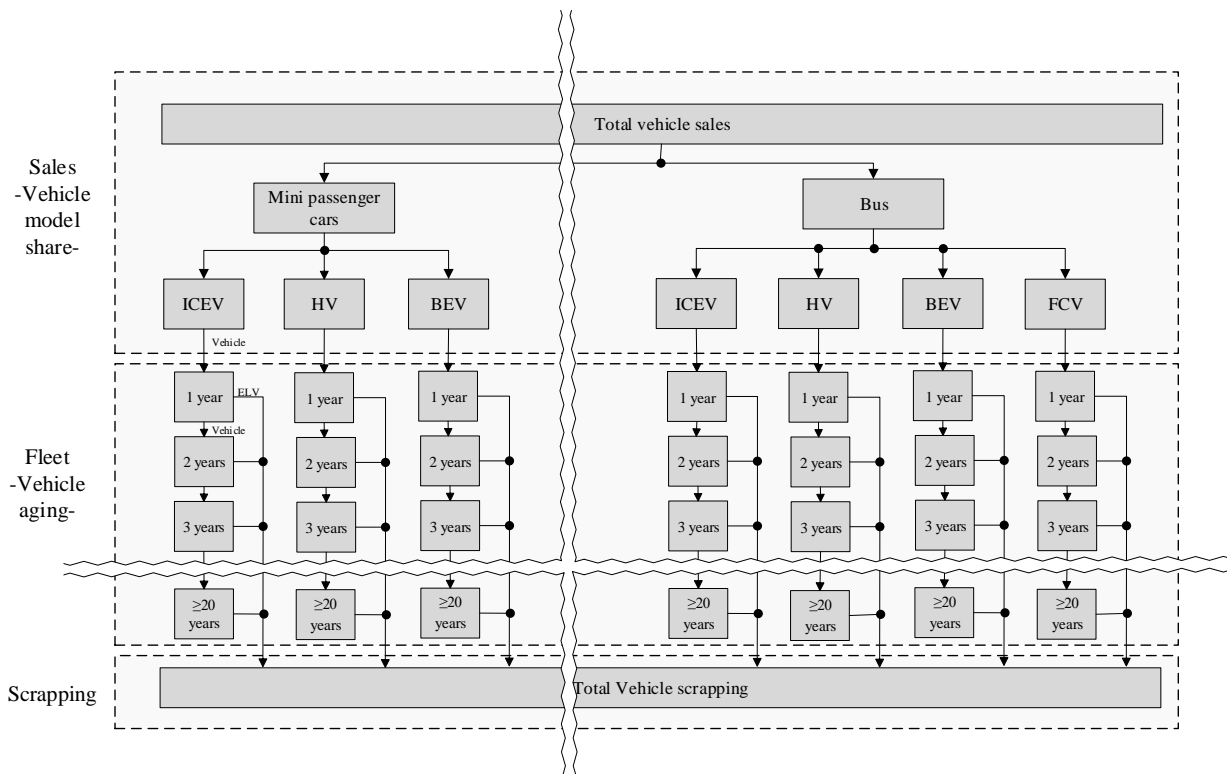 Total vehicle sales
Sales
-Vehicle
model
share-
Mini passenger
cars
Bus
ICEV
HV
BEV
ICEV
HV
BEV
FCV
Vehicle
1 year
ELV
1 year
1 year
1 year
1 year
1 year
1 year
Vehicle
Fleet
-Vehicle
aging-
2 years
2 years
2 years
2 years
2 years
2 years
2 years
3 years
3 years
3 years
3 years
3 years
3 years
3 years
≥20
years
≥20
years
≥20
years
≥20
years
≥20
years
≥20
years
≥20
years
Scrapping
Total Vehicle scrapping